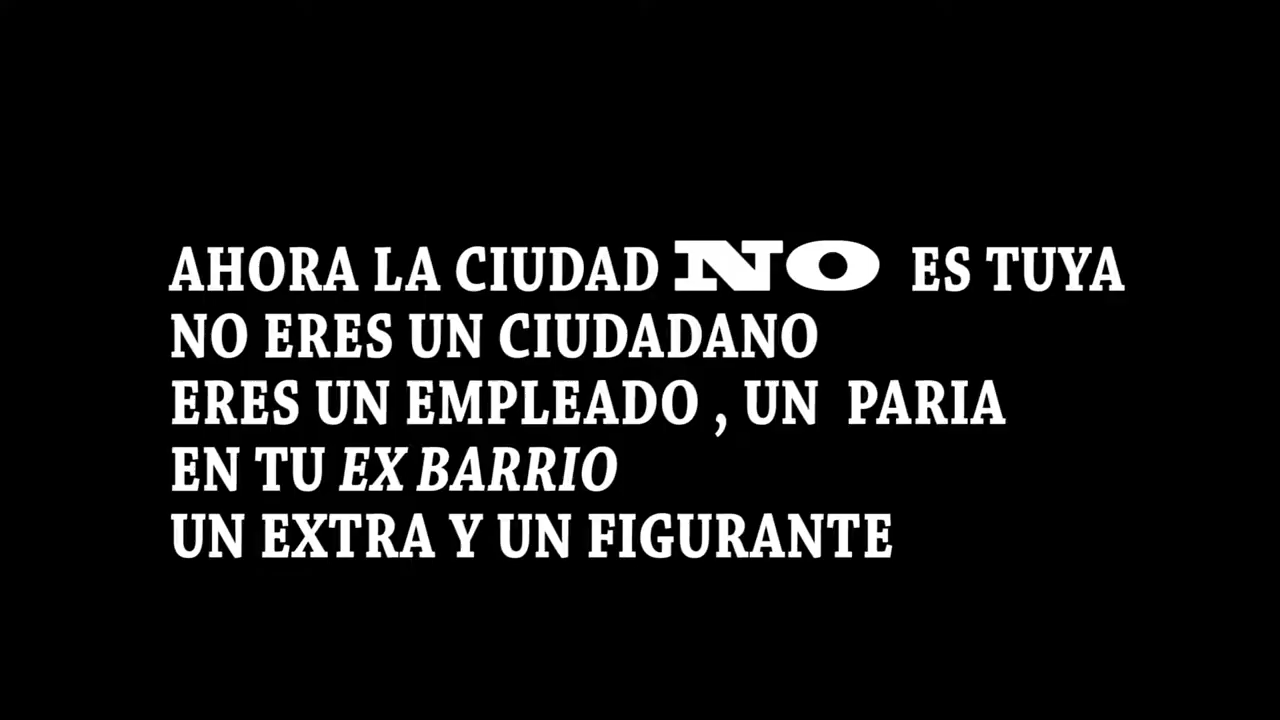 AHORA LA CIUDAD NO ES TUYA
NO ERES UN CIUDADANO
ERES UN EMPLEADO , UN PARIA
EN TU EX BARRIO
UN EXTRA Y UN FIGURANTE